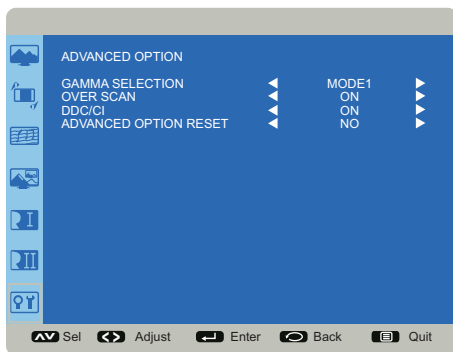 ADVANCED OPTION
GAMMA SELECTION MODE1
OVER SCAN ON
DDC/CI ON
ADVANCED OPTION RESET NO
Sel Adjust Enter Back Quit